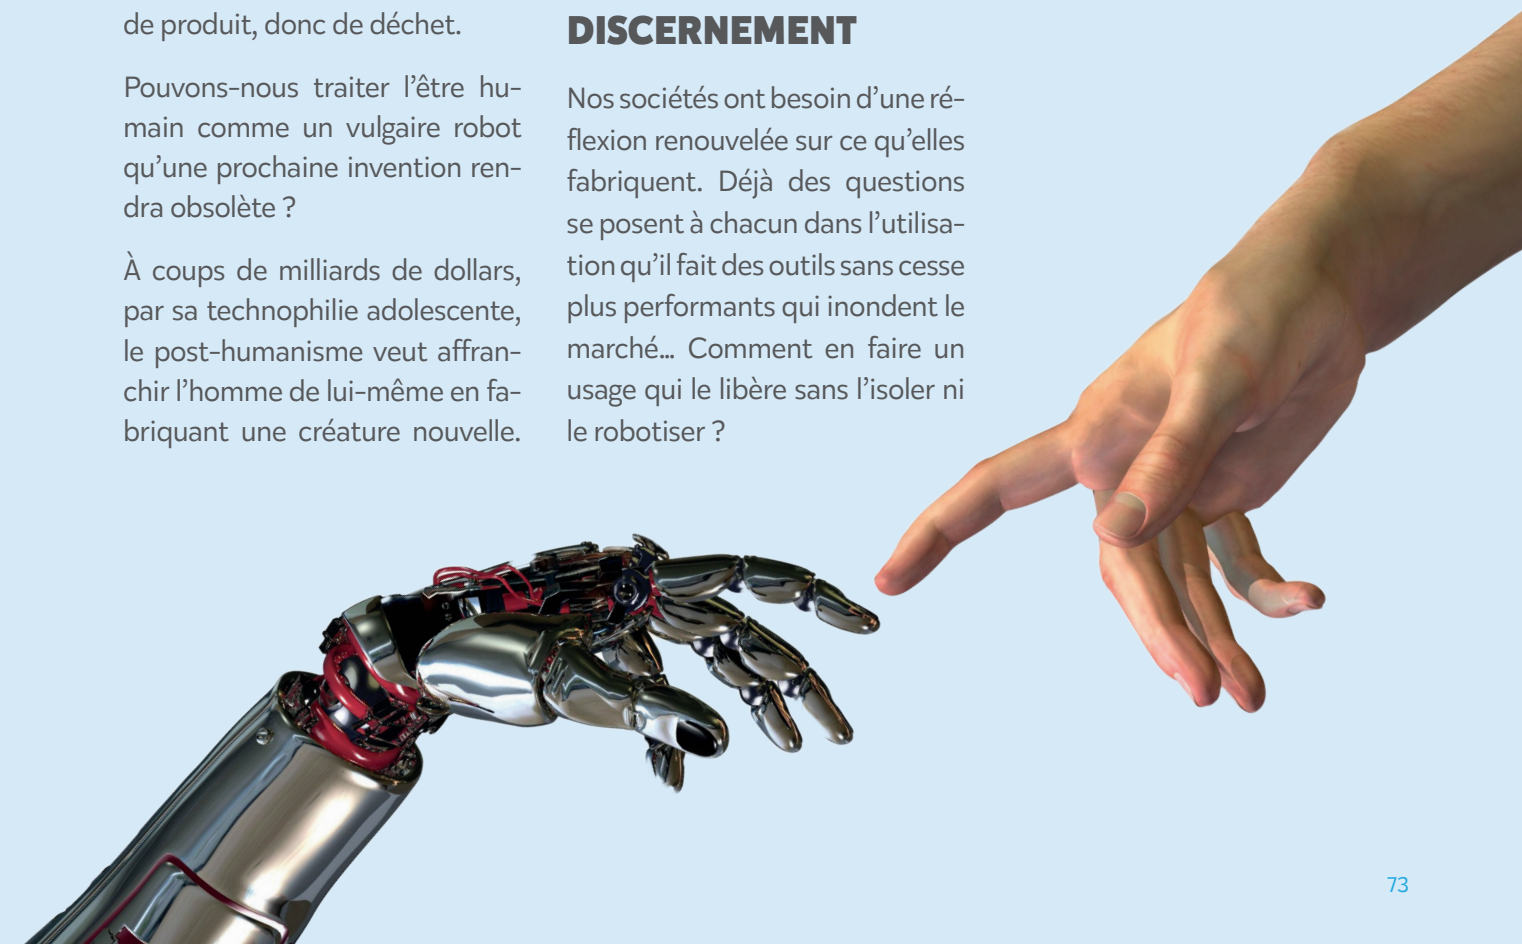 de produit, donc de déchet.
Pouvons-nous traiter l'être hu-
main comme un vulgaire robot
qu'une prochaine invention ren-
dra obsolète ?
À coups de milliards de dollars,
par sa technophilie adolescente,
le post-humanisme veut affran-
chir l'homme de lui-même en fa-
briquant une créature nouvelle.
DISCERNEMENT
Nos sociétés ont besoin d'une ré-
flexion renouvelée sur ce qu'elles
fabriquent. Déjà des questions
se posent à chacun dans l'utilisa-
tion qu'il fait des outils sans cesse
plus performants qui inondent le
marché... Comment en faire un
usage qui le libère sans l'isoler ni
le robotiser ?
73